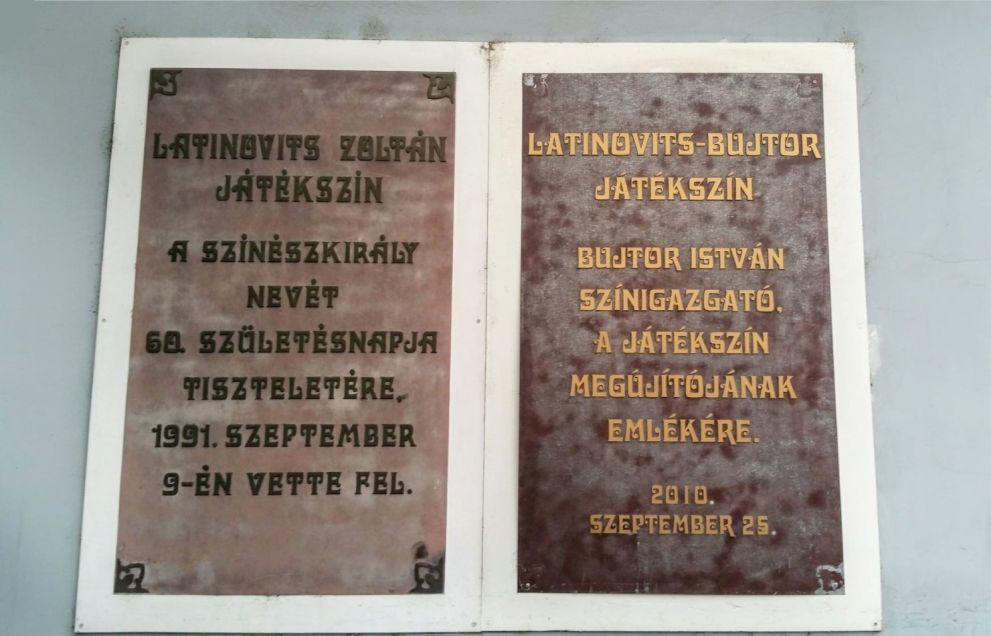 LATINOVITS ZOLTÁN
JÁTÉKSZÍN
A SZÍNÉSZKIRÁLY
NEVÉT
60. SZÜLETÉSNAPJA
TISZTELETÉRE,
1991. SZEPTEMBER
9-ÉN VETTE FEL.
LATINOVITS-BUJTOR
JÁTÉKSZÍN
BUJTOR ISTVÁN
SZÍNIGAZGATÓ,
A JÁTÉKSZÍN
MEGÚJÍTÓJÁNAK
EMLÉKÉRE.
2010.
SZEPTEMBER 25.